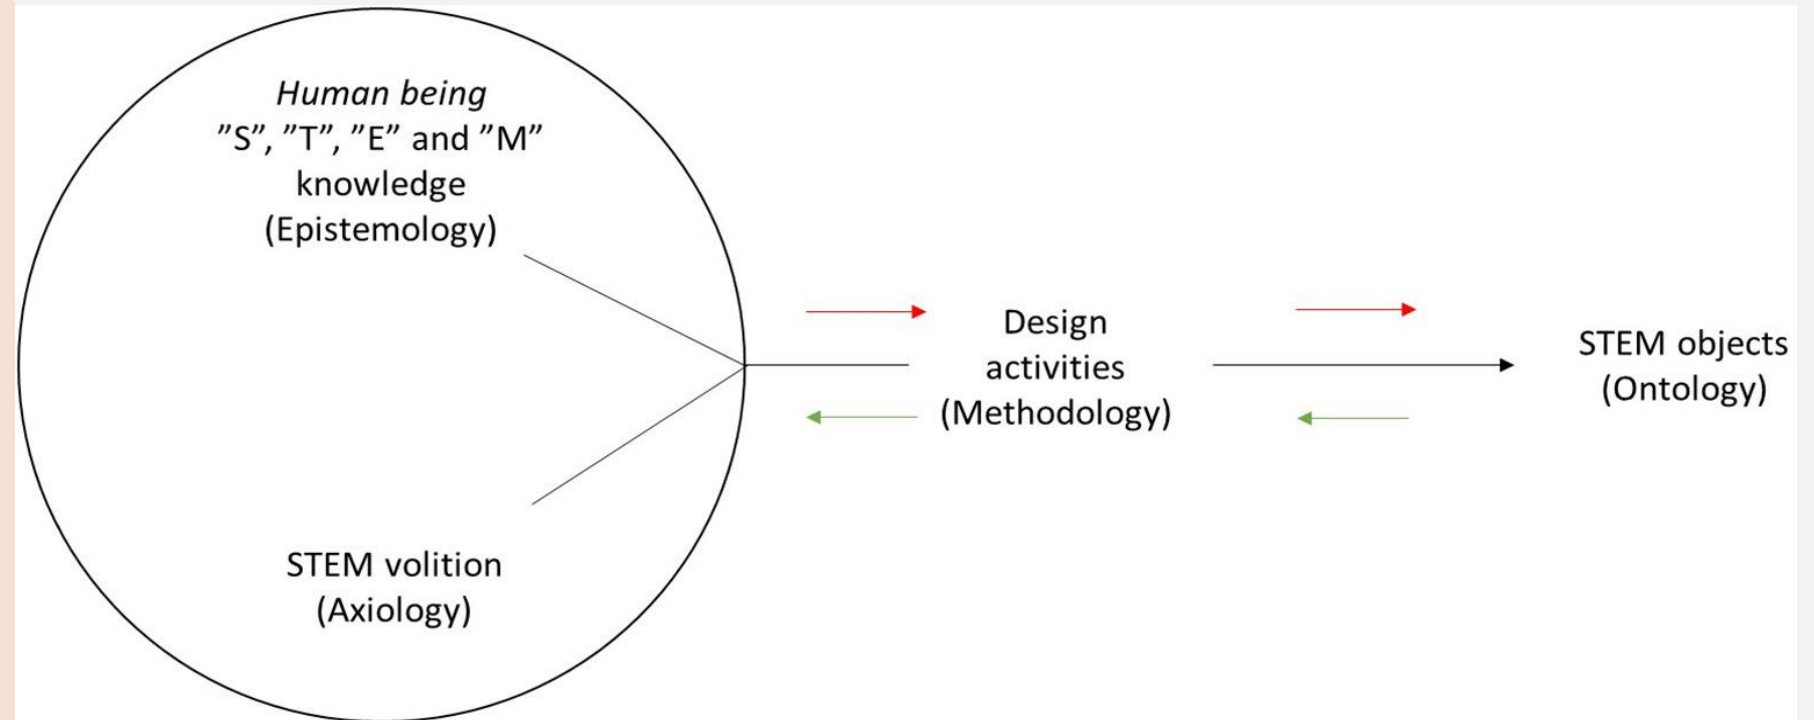 Human being
”S”, ”T”, ”E” and ”M”
knowledge
(Epistemology)
STEM volition
(Axiology)
Design
activities
(Methodology)
STEM objects
(Ontology)